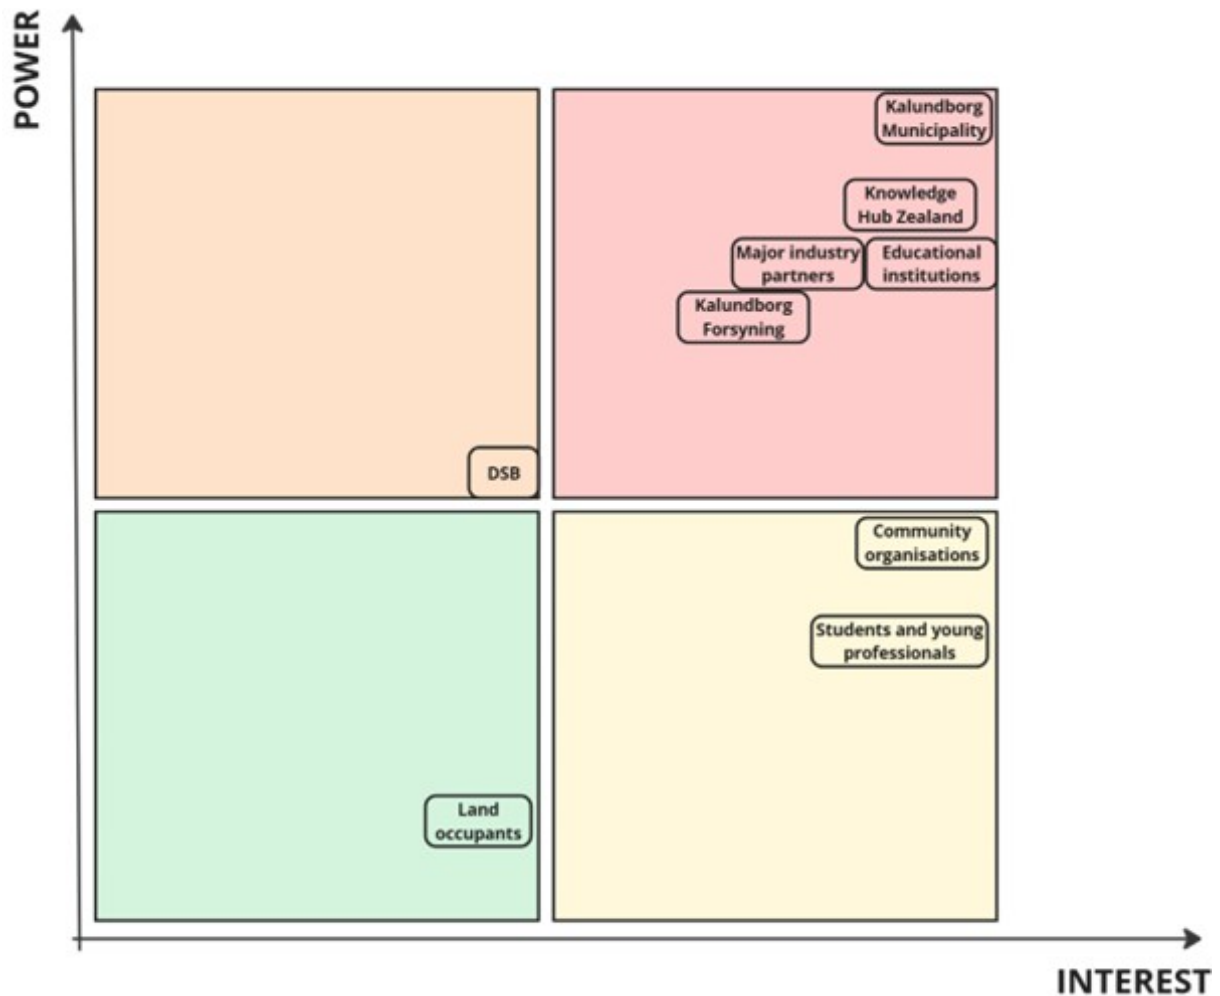 POWER
Kalundborg
Municipality
Knowledge
Hub Zealand
Major industry
partners
Educational
institutions
Kalundborg
Forsyning
DSB
Community
organisations
Students and young
professionals
Land
occupants
INTEREST